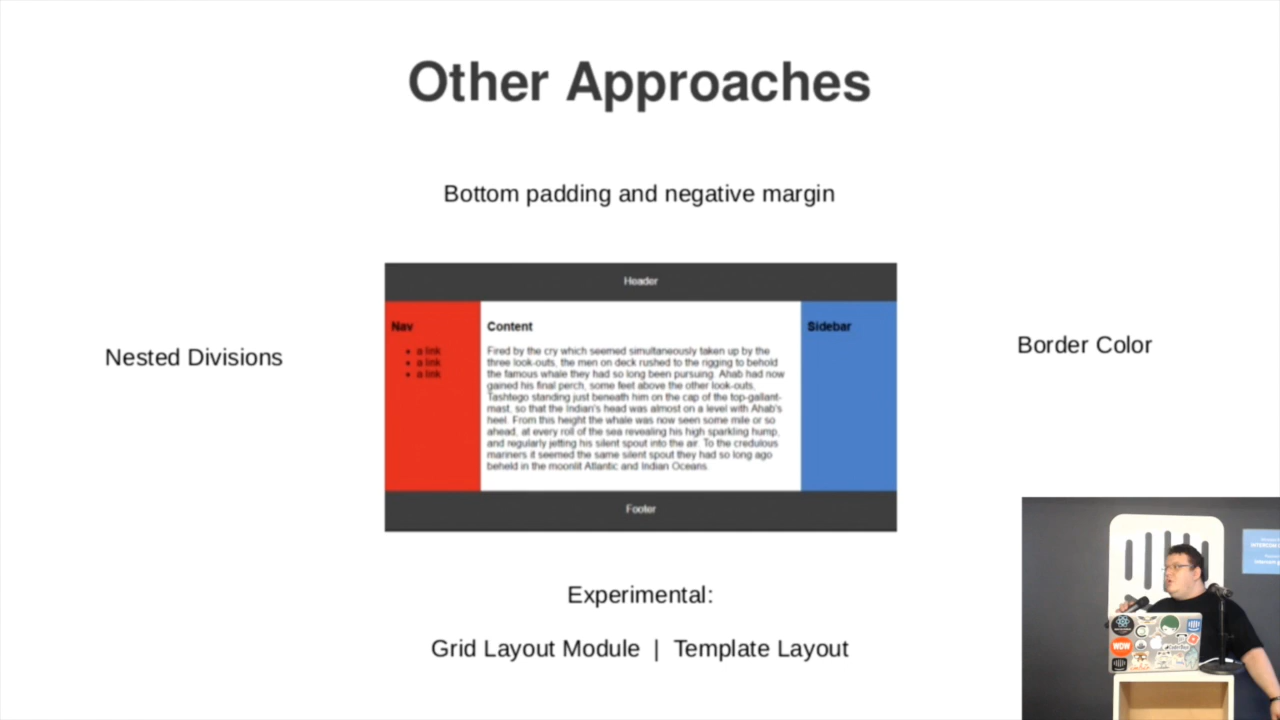 Other Approaches
Bottom padding and negative margin
Header
Nav
a link
a link
a link
Content
Fired by the cry which seemed simultaneously taken up by the
three look-outs, the men on deck rushed to the rigging to behold
the famous whale they had so long been pursuing. Ahab had now
gained his final perch, some feet above the other look-outs,
Tashtego standing just beneath him on the cap of the top-gallant-
mast, so that the Indian's head was almost on a level with Ahab's
heel. From this height the whale was now seen some mile or so
ahead, at every roll of the sea revealing his high sparkling hump,
and regularly jetting his silent spout into the air. To the credulous
mariners it seemed the same silent spout they had so long ago
beheld in the moonlit Atlantic and Indian Oceans.
Sidebar
Footer
Nested Divisions
Border Color
Experimental:
Grid Layout Module | Template Layout
WOW